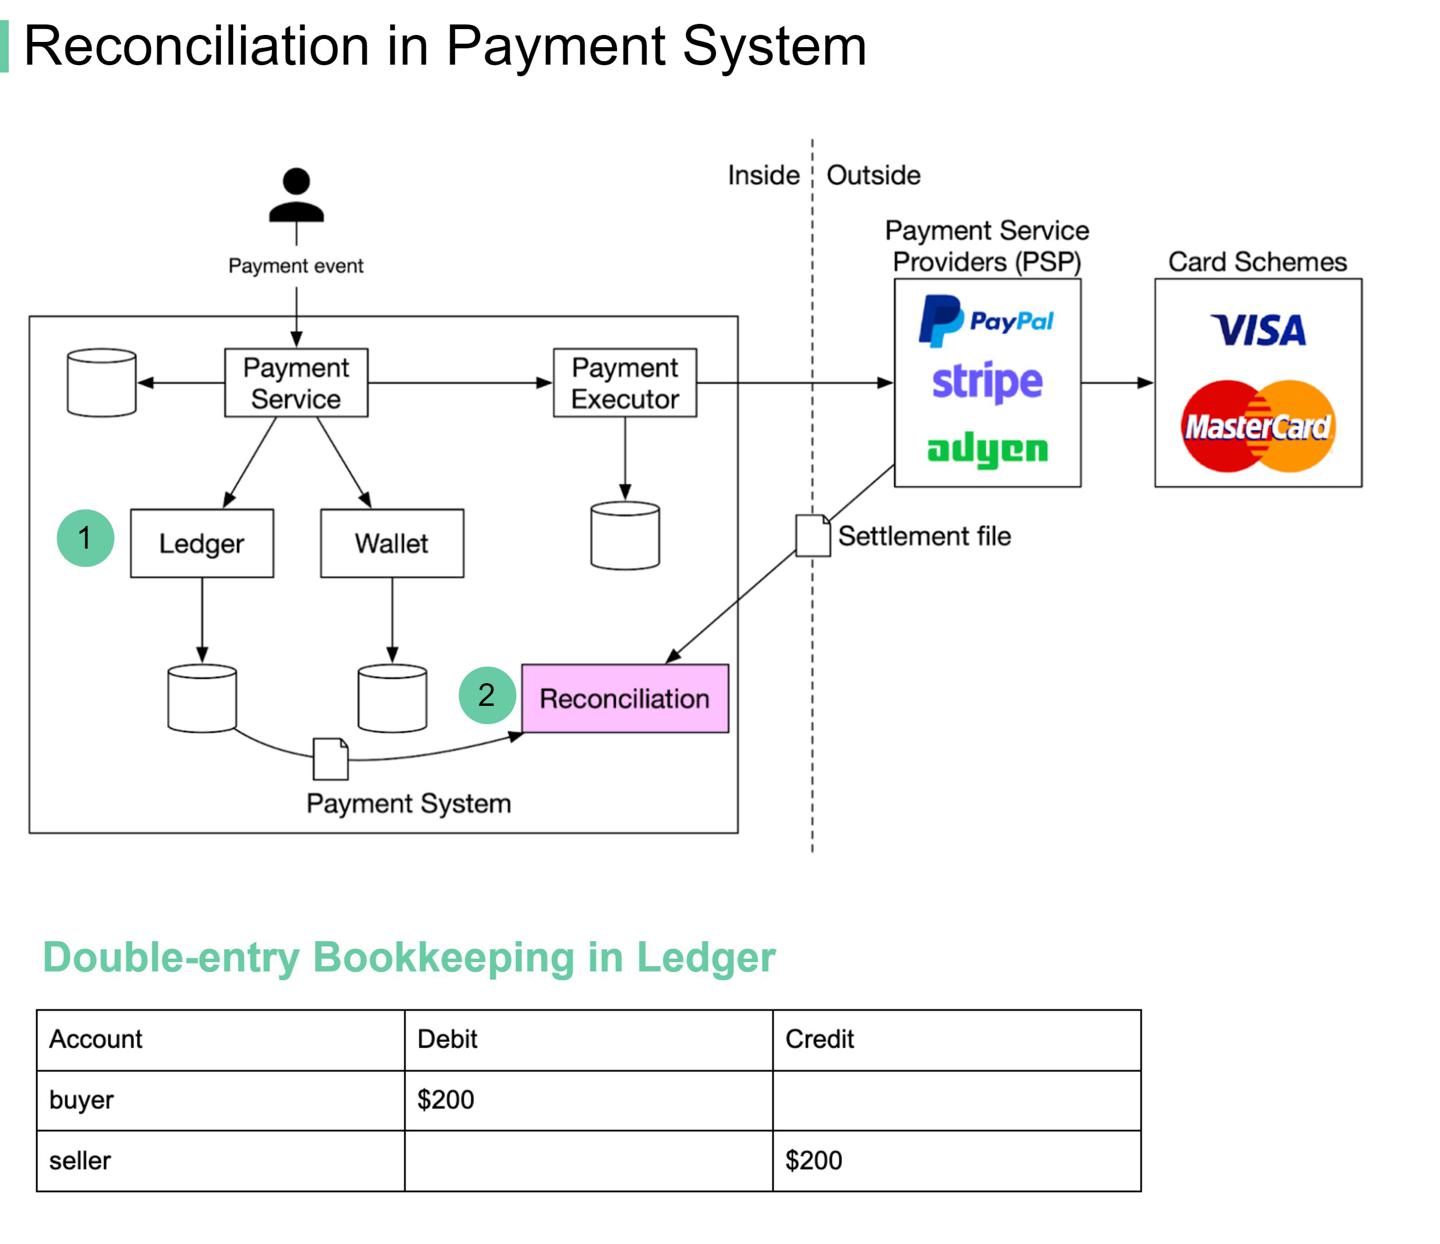 Reconciliation in Payment System
Inside
Outside
Payment event
Payment Service
Providers (PSP)
Card Schemes
PayPal
stripe
adyen
VISA
MasterCard
Payment
Service
Payment
Executor
1
Ledger
Wallet
Settlement file
2
Reconciliation
Payment System
Double-entry Bookkeeping in Ledger
Account
Debit
Credit
buyer
$200
seller
$200